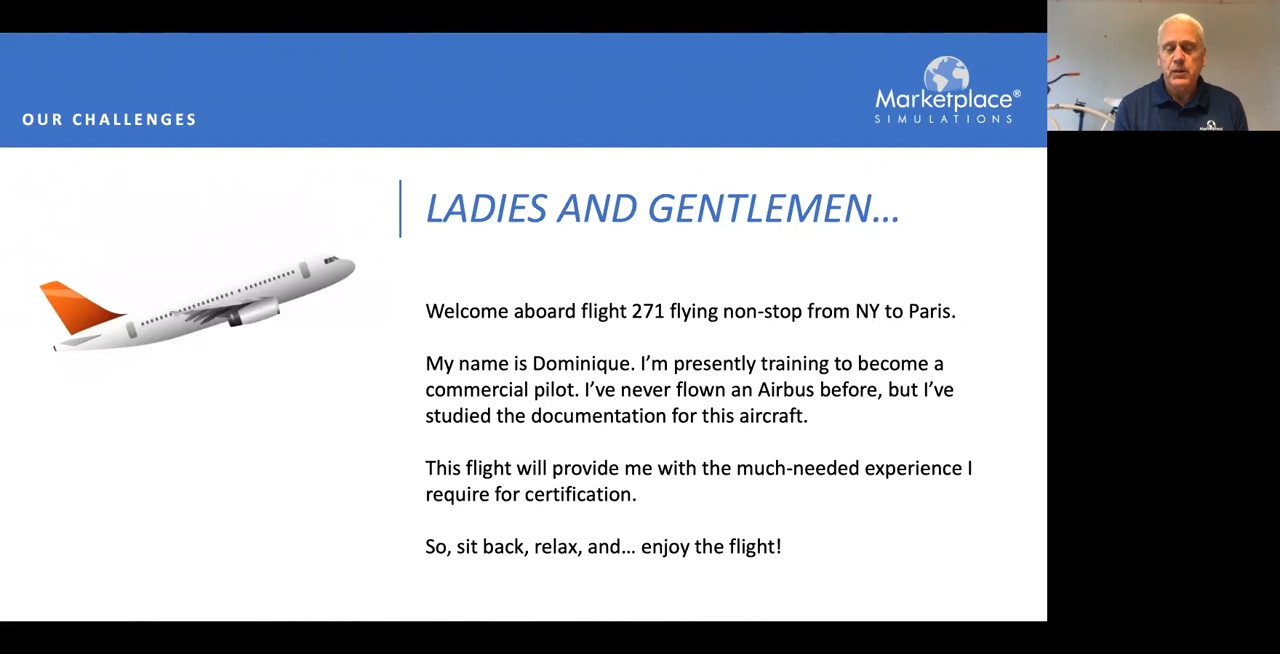 OUR CHALLENGES
Marketplace®
SIMULATIONS
LADIES AND GENTLEMEN...
Welcome aboard flight 271 flying non-stop from NY to Paris.
My name is Dominique. I’m presently training to become a
commercial pilot. I’ve never flown an Airbus before, but I’ve
studied the documentation for this aircraft.
This flight will provide me with the much-needed experience I
require for certification.
So, sit back, relax, and... enjoy the flight!
Marketplace